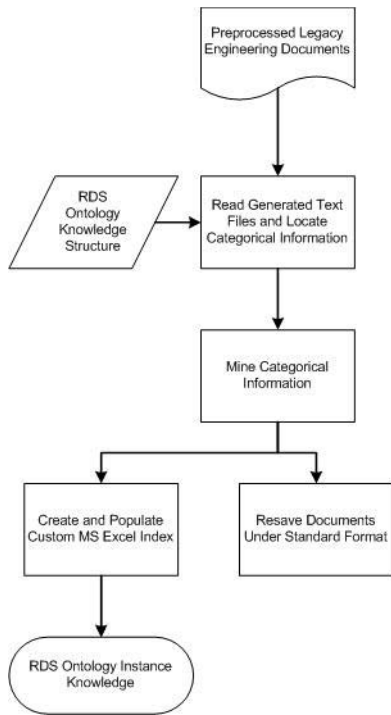 Preprocessed Legacy
Engineering Documents
RDS
Ontology
Knowledge
Structure
Read Generated Text
Files and Locate
Categorical Information
Mine Categorical
Information
Create and Populate
Custom MS Excel Index
Resave Documents
Under Standard Format
RDS Ontology Instance
Knowledge